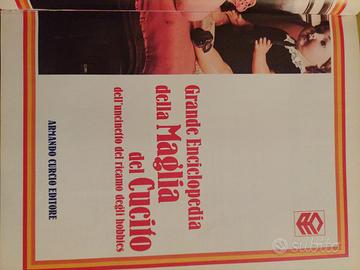 Grande Enciclopedia
della Maglia
del Cucito
dell'uncinetto del ricamo degli hobbies
ARMANDO CURCIO EDITORE
subito